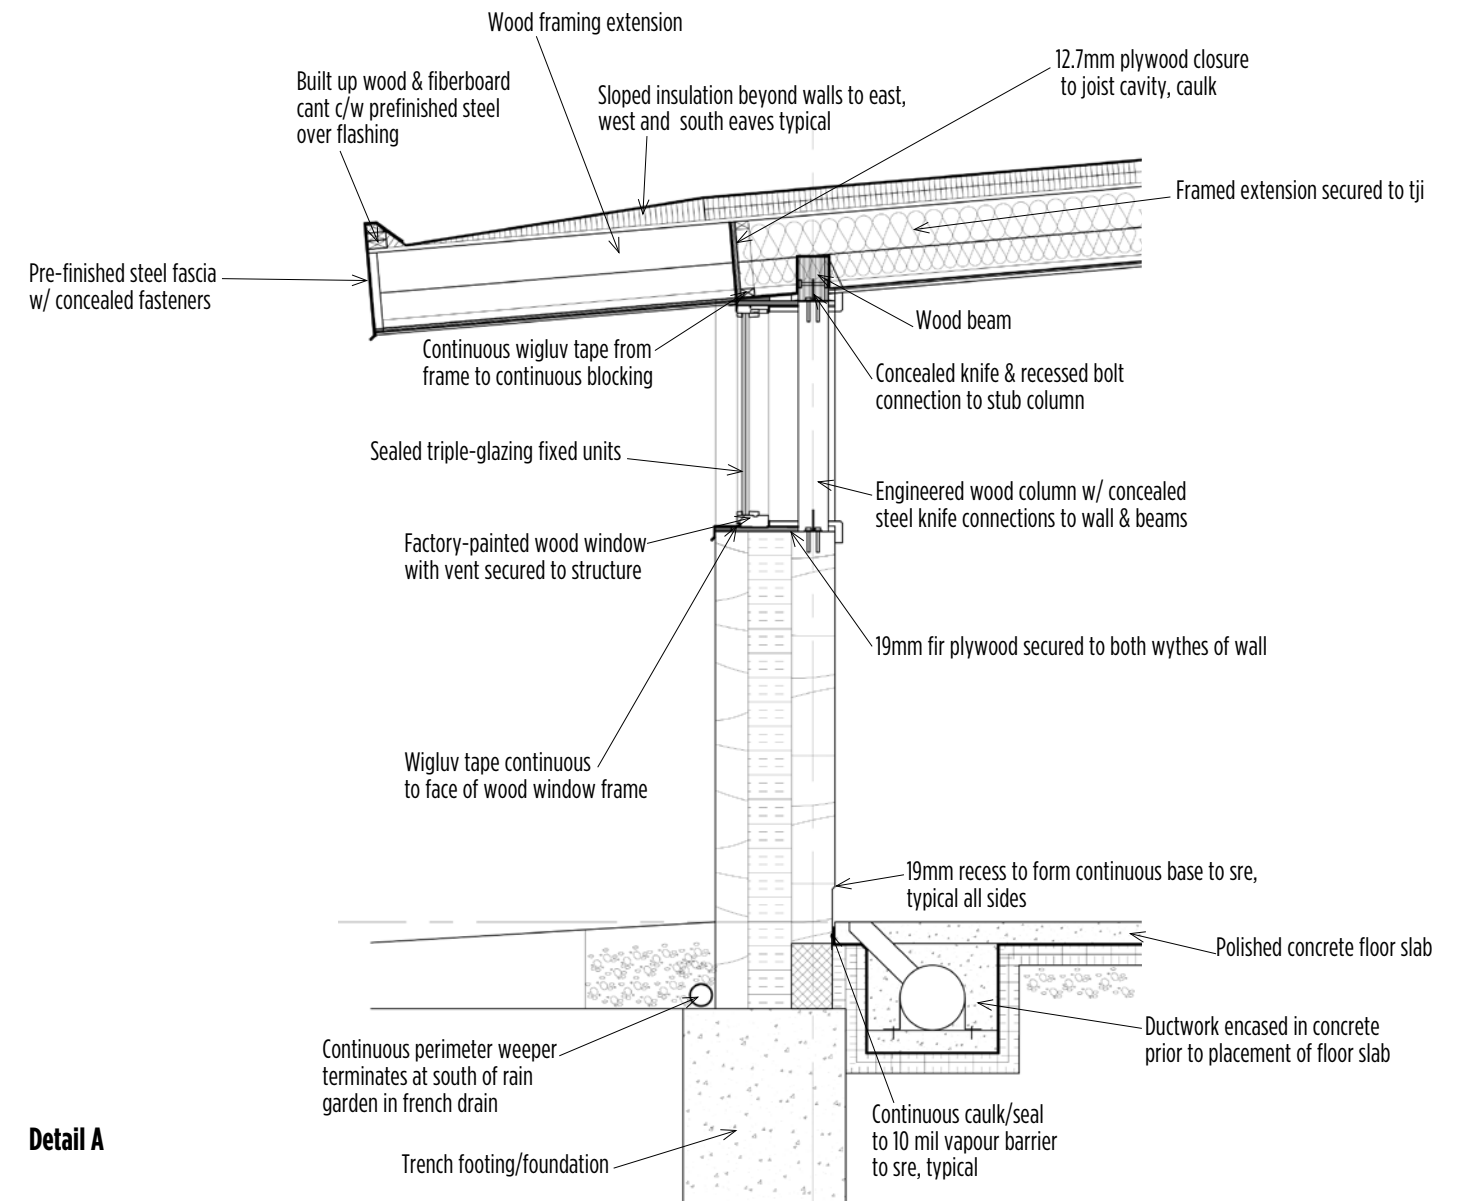 Wood framing extension
12.7mm plywood closure
to joist cavity, caulk
Built up wood & fiberboard
cant c/w prefinished steel
over flashing
Sloped insulation beyond walls to east,
west and south eaves typical
Framed extension secured to tji
Pre-finished steel fascia
w/ concealed fasteners
Wood beam
Continuous wigluv tape from
frame to continuous blocking
Concealed knife & recessed bolt
connection to stub column
Sealed triple-glazing fixed units
Engineered wood column w/ concealed
steel knife connections to wall & beams
Factory-painted wood window
with vent secured to structure
19mm fir plywood secured to both wythes of wall
Wigluv tape continuous
to face of wood window frame
19mm recess to form continuous base to sre,
typical all sides
Polished concrete floor slab
Ductwork encased in concrete
prior to placement of floor slab
Continuous perimeter weeper
terminates at south of rain
garden in french drain
Continuous caulk/seal
to 10 mil vapour barrier
to sre, typical
Detail A
Trench footing/foundation